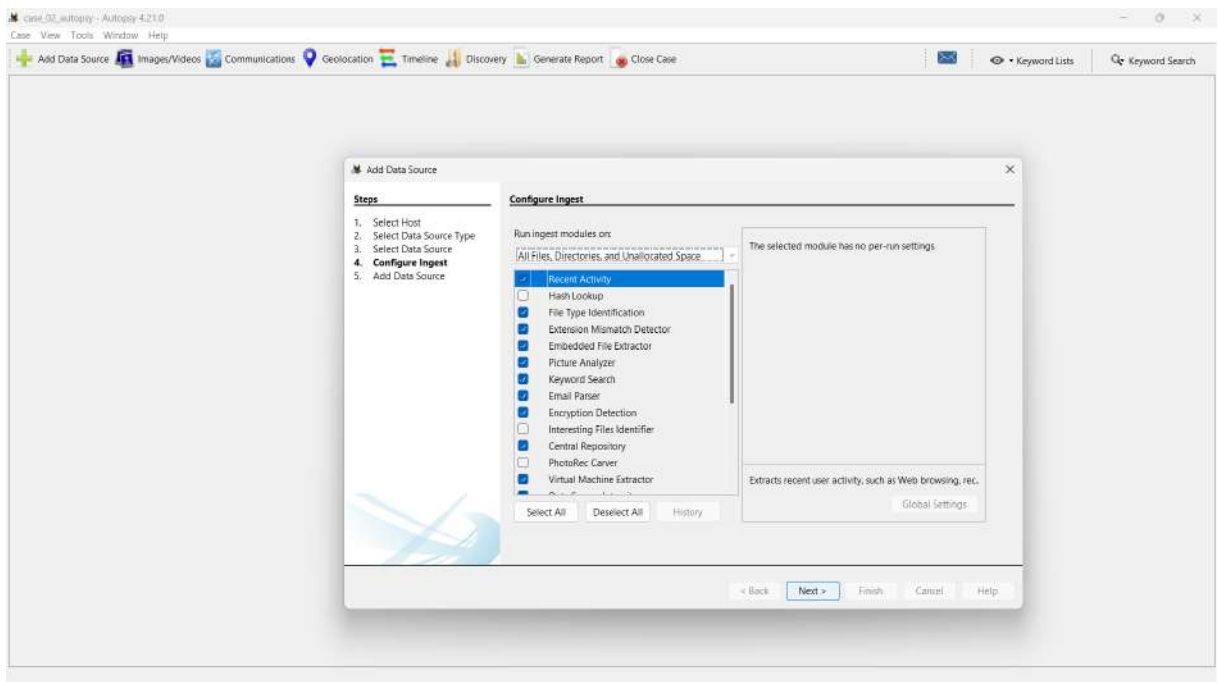 case_02_autopsy - Autopsy 4.21.0
Case View Tools Window Help
Add Data Source Images/Videos Communications Geolocation Timeline Discovery Generate Report Close Case Keyword Lists Keyword Search
Add Data Source
Steps
1. Select Host
2. Select Data Source Type
3. Select Data Source
4. Configure Ingest
5. Add Data Source
Configure Ingest
Run ingest modules on:
All Files, Directories, and Unallocated Space
Recent Activity
Hash Lookup
File Type Identification
Extension Mismatch Detector
Embedded File Extractor
Picture Analyzer
Keyword Search
Email Parser
Encryption Detection
Interesting Files Identifier
Central Repository
PhotoRec Carver
Virtual Machine Extractor
Select All Deselect All History
The selected module has no per-run settings
Extracts recent user activity, such as Web browsing, rec.
Global Settings
< Back Next > Finish Cancel Help